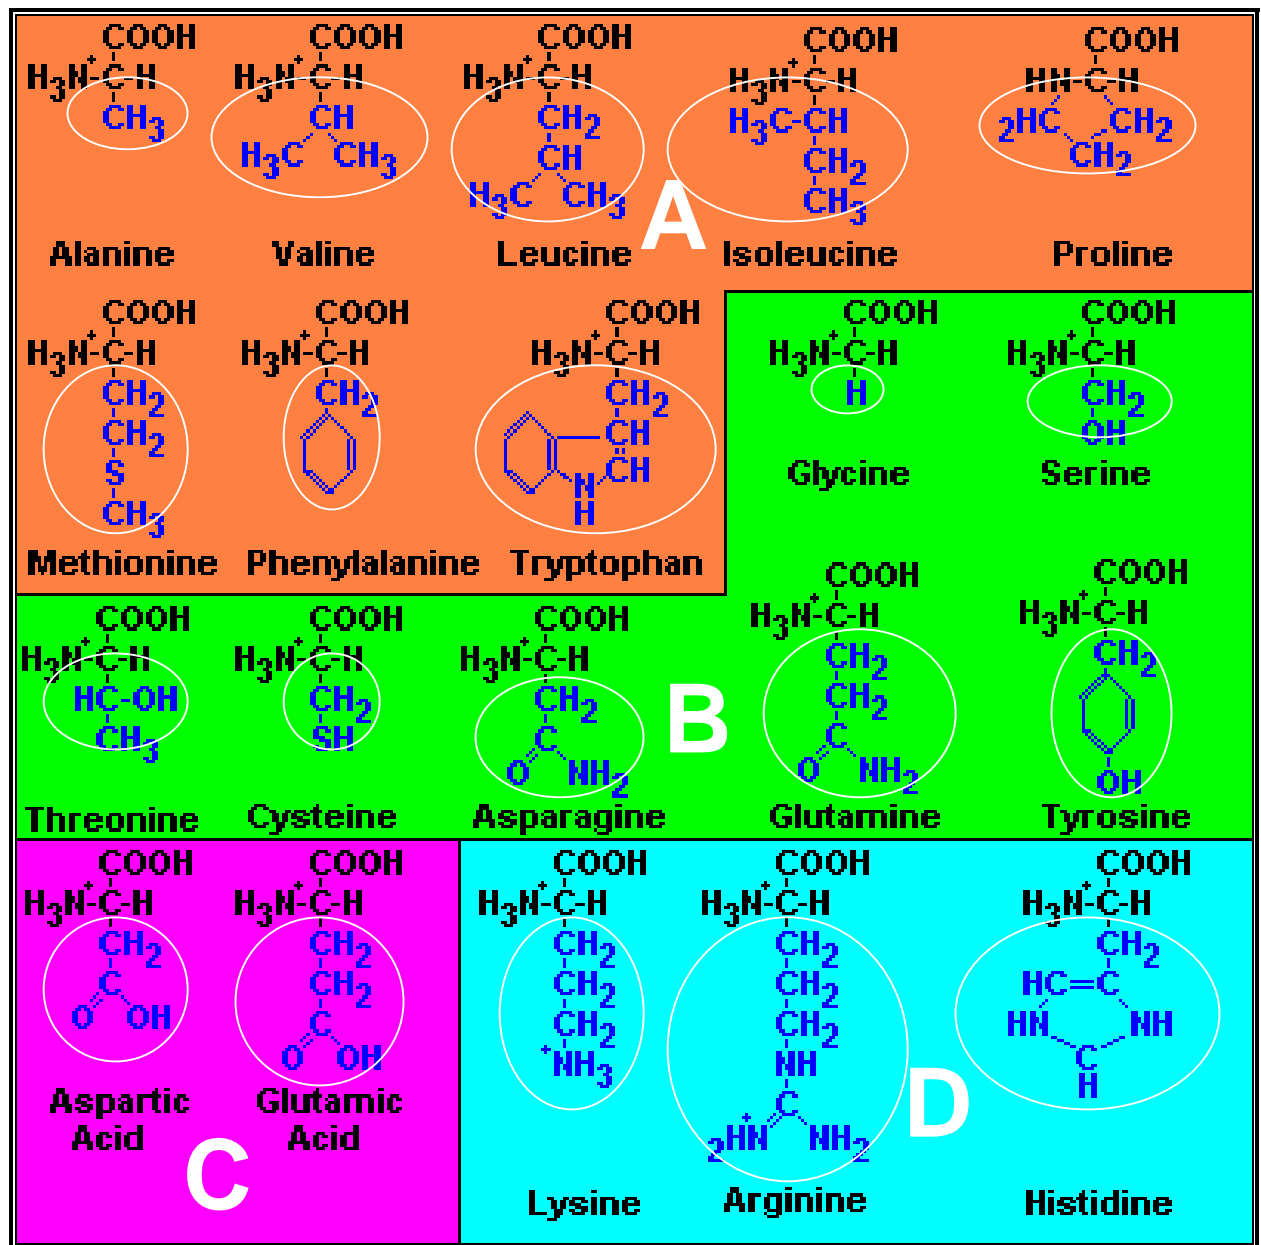 COOH COOH COOH COOH COOH
H3N+-C-H H3N+-C-H H3N+-C-H H3N+-C-H HN-C-H
CH3 CH CH2 H3C-CH 2HC CH2
H3C CH3 CH CH2 CH2
H3C CH3 CH3
A
Alanine Valine Leucine Isoleucine Proline
COOH COOH COOH COOH COOH
H3N+-C-H H3N+-C-H H3N+-C-H H3N+-C-H H3N+-C-H
CH2 CH2 CH2 H CH2
CH2 CH OH
S CH Glycine Serine
N
CH3 H
Methionine Phenylalanine Tryptophan
COOH COOH
H3N+-C-H H3N+-C-H
COOH COOH COOH
H3N+-C-H H3N+-C-H H3N+-C-H CH2 CH2
HC-OH CH2 CH2 CH2
B
CH3 SH C C
O NH2 O NH2 OH
Threonine Cysteine Asparagine Glutamine Tyrosine
COOH COOH COOH COOH COOH
H3N+-C-H H3N+-C-H H3N+-C-H H3N+-C-H H3N+-C-H
CH2 CH2 CH2 CH2 CH2
C CH2 CH2 CH2 HC=C
O OH C CH2 CH2 HN NH
O OH +NH3 NH C
H
Aspartic Glutamic C D
Acid Acid 2HN+ NH2
C
Lysine Arginine Histidine